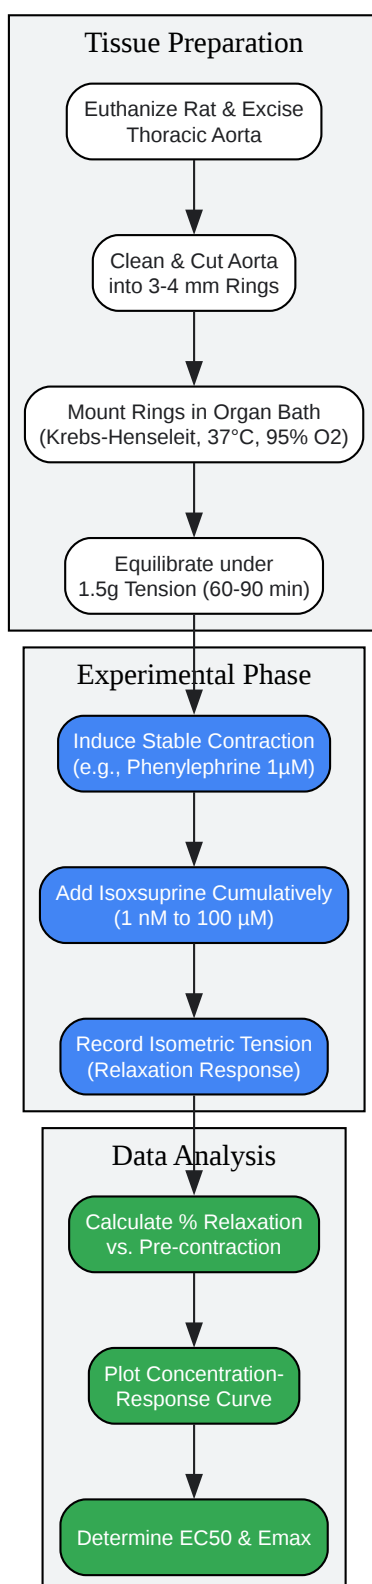 Tissue Preparation
Euthanize Rat & Excise
Thoracic Aorta
Clean & Cut Aorta
into 3-4 mm Rings
Mount Rings in Organ Bath
(Krebs-Henseleit, 37°C, 95% O2)
Equilibrate under
1.5g Tension (60-90 min)
Experimental Phase
Induce Stable Contraction
(e.g., Phenylephrine 1µM)
Add Isoxsuprine Cumulatively
(1 nM to 100 µM)
Record Isometric Tension
(Relaxation Response)
Data Analysis
Calculate % Relaxation
vs. Pre-contraction
Plot Concentration-
Response Curve
Determine EC50 & Emax